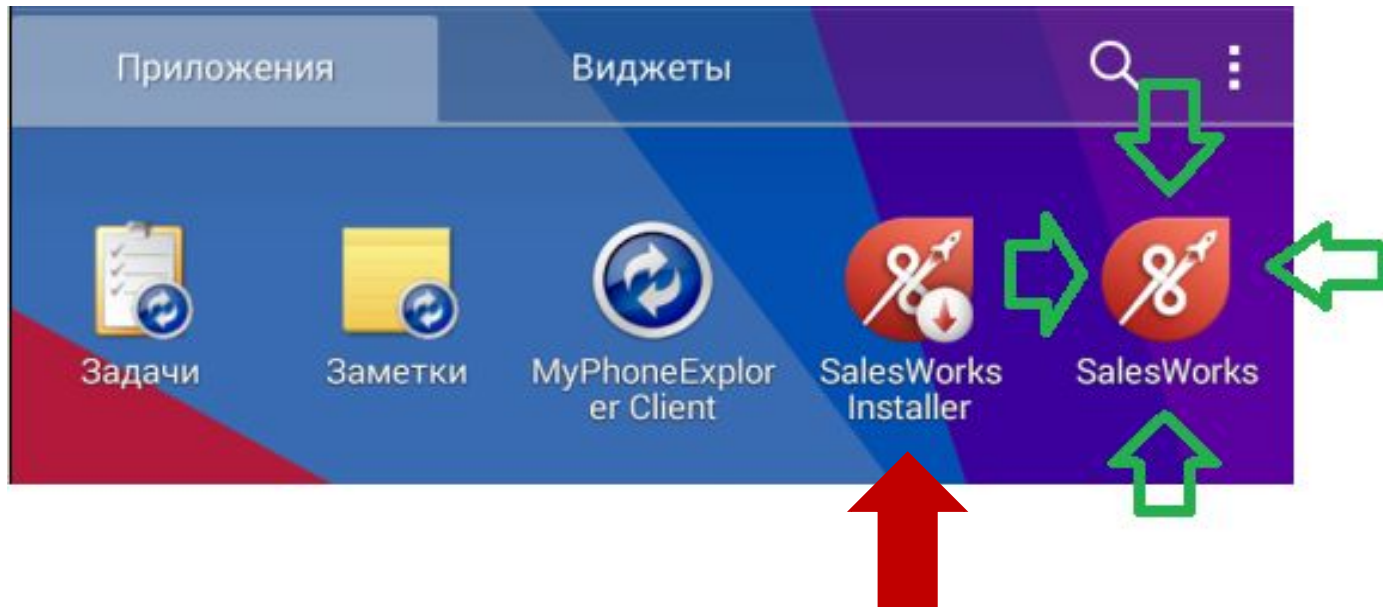 Приложения
Виджеты
Задачи
Заметки
MyPhoneExplor
er Client
SalesWorks
Installer
SalesWorks